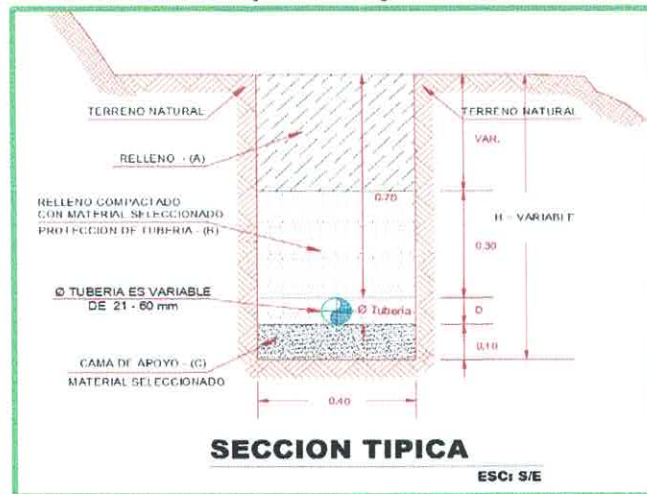 TERRENO NATURAL
TERRENO NATURAL
VAR.
RELLENO - (A)
0.70
RELLENO COMPACTADO
CON MATERIAL SELECCIONADO
PROTECCION DE TUBERIA - (B)
H - VARIABLE
0.30
Ø TUBERIA ES VARIABLE
DE 21 - 60 mm
Ø Tuberia
D
0.10
CAMA DE APOYO - (C)
MATERIAL SELECCIONADO
0.40
SECCION TIPICA
ESC: S/E